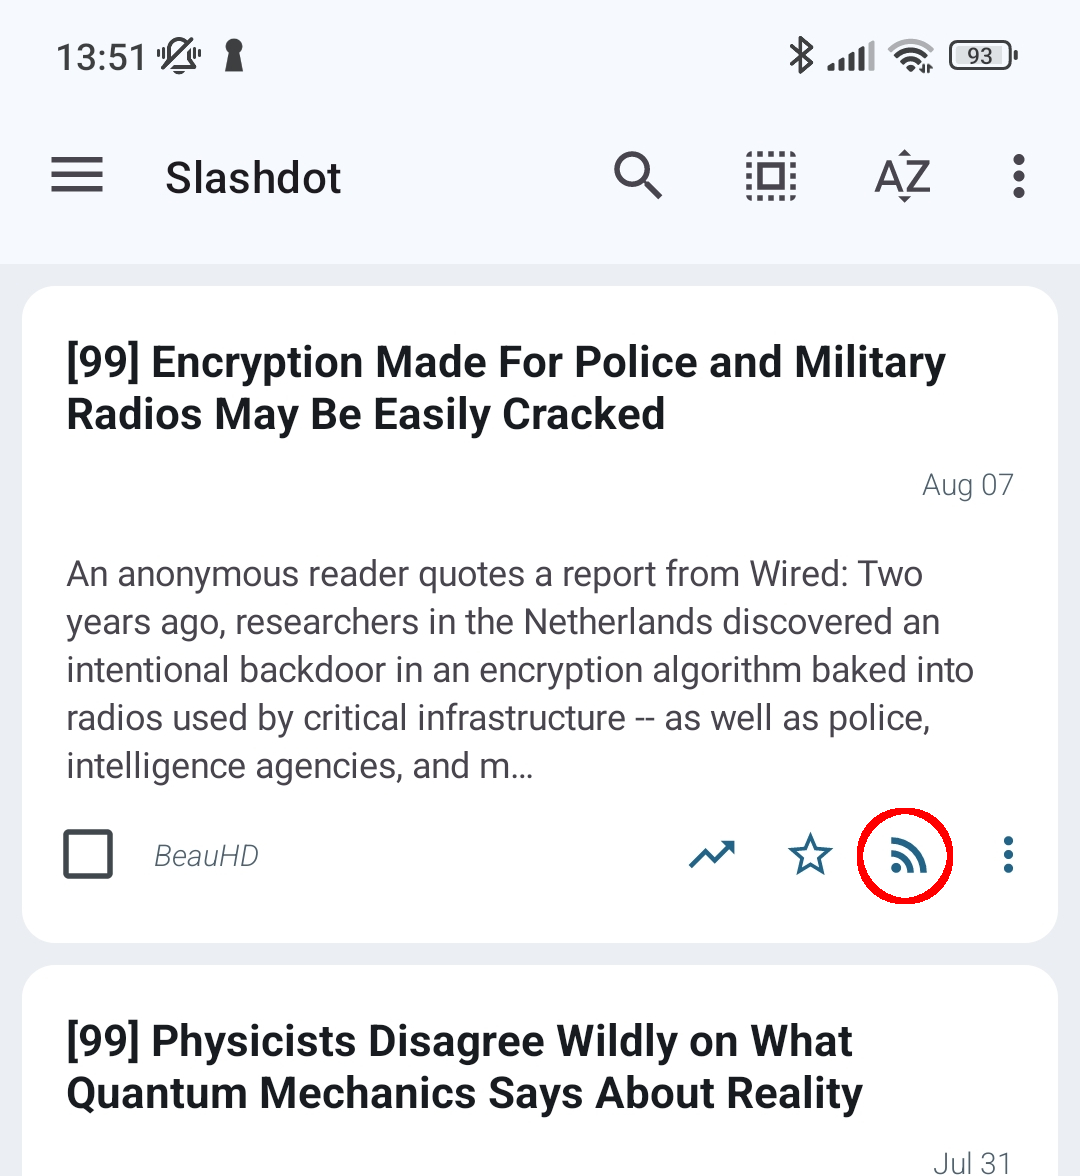 13:51
93
Slashdot
AZ
[99] Encryption Made For Police and Military
Radios May Be Easily Cracked
Aug 07
An anonymous reader quotes a report from Wired: Two
years ago, researchers in the Netherlands discovered an
intentional backdoor in an encryption algorithm baked into
radios used by critical infrastructure -- as well as police,
intelligence agencies, and m...
BeauHD
[99] Physicists Disagree Wildly on What
Quantum Mechanics Says About Reality
Jul 31